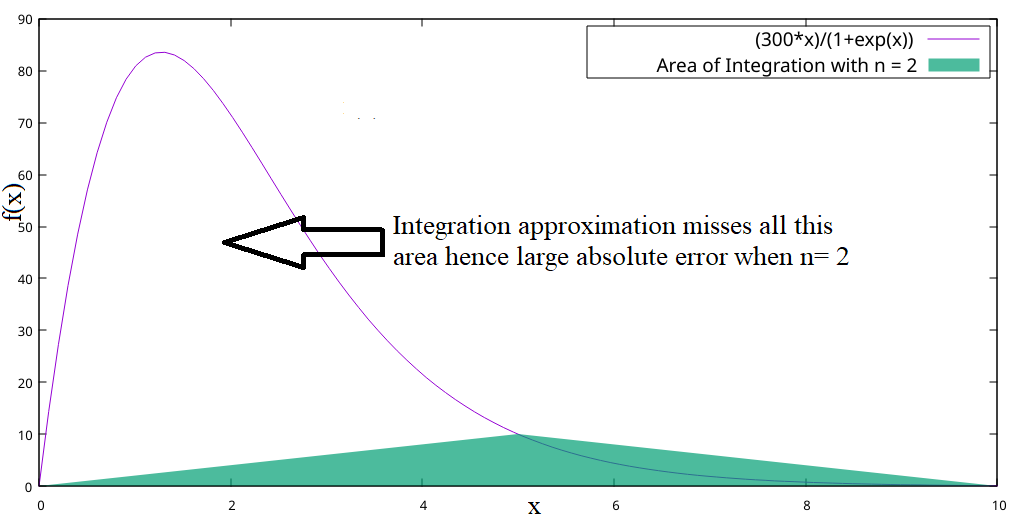 90
80
70
60
50
40
30
20
10
0
f(x)
(300*x)/(1+exp(x))
Area of Integration with n = 2
Integration approximation misses all this
area hence large absolute error when n= 2
0 2 4 6 8 10
x